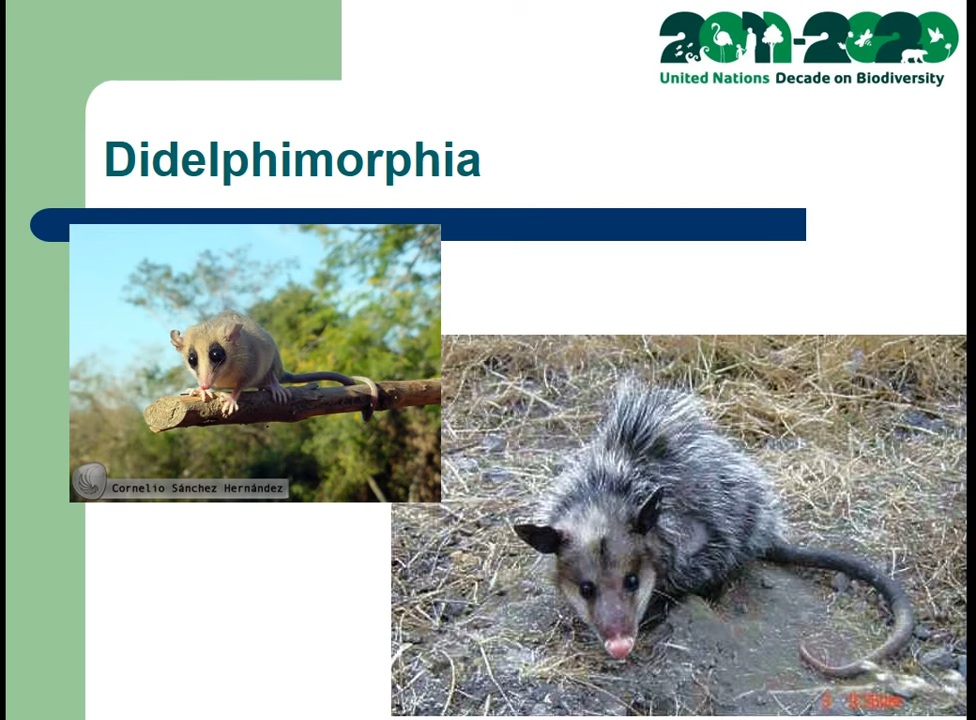 2011-2020
United Nations Decade on Biodiversity
Didelphimorphia
Cornelio Sánchez Hernández